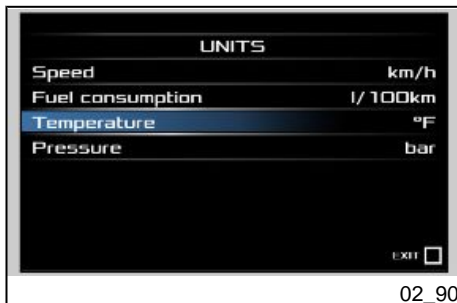 UNITS
Speed km/h
Fuel consumption l/100km
Temperature °F
Pressure bar
EXIT
02_90